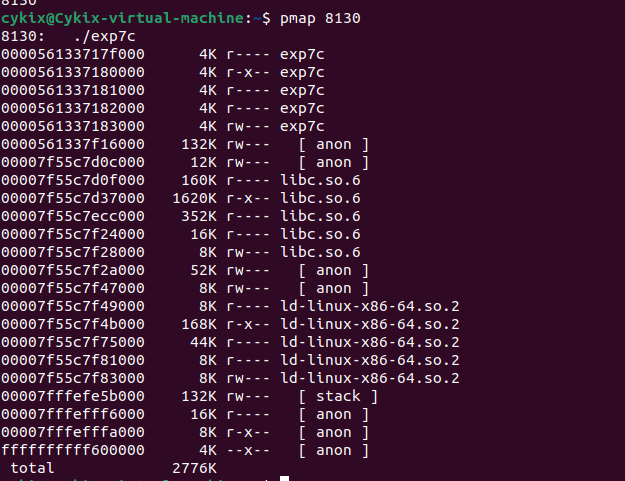 8130
cykix@Cykix-virtual-machine:~$ pmap 8130
8130:   ./exp7c
000056133717f000      4K r---- exp7c
0000561337180000      4K r-x-- exp7c
0000561337181000      4K r---- exp7c
0000561337182000      4K r---- exp7c
0000561337183000      4K rw--- exp7c
0000561337f16000    132K rw---   [ anon ]
00007f55c7d0c000     12K rw---   [ anon ]
00007f55c7d0f000    160K r---- libc.so.6
00007f55c7d37000   1620K r-x-- libc.so.6
00007f55c7ecc000    352K r---- libc.so.6
00007f55c7f24000     16K r---- libc.so.6
00007f55c7f28000      8K rw--- libc.so.6
00007f55c7f2a000     52K rw---   [ anon ]
00007f55c7f47000      8K rw---   [ anon ]
00007f55c7f49000      8K r---- ld-linux-x86-64.so.2
00007f55c7f4b000    168K r-x-- ld-linux-x86-64.so.2
00007f55c7f75000     44K r---- ld-linux-x86-64.so.2
00007f55c7f81000      8K r---- ld-linux-x86-64.so.2
00007f55c7f83000      8K rw--- ld-linux-x86-64.so.2
00007fffefe5b000    132K rw---   [ stack ]
00007fffefff6000     16K r----   [ anon ]
00007fffefffa000      8K r-x--   [ anon ]
ffffffffff600000      4K --x--   [ anon ]
 total             2776K